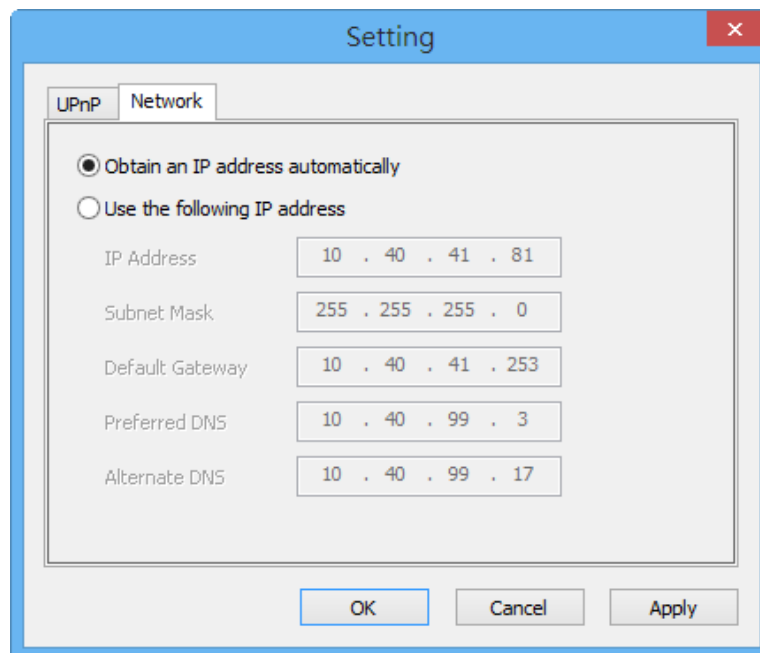 Setting
UPnP Network
Obtain an IP address automatically
Use the following IP address
IP Address 10 . 40 . 41 . 81
Subnet Mask 255 . 255 . 255 . 0
Default Gateway 10 . 40 . 41 . 253
Preferred DNS 10 . 40 . 99 . 3
Alternate DNS 10 . 40 . 99 . 17
OK Cancel Apply